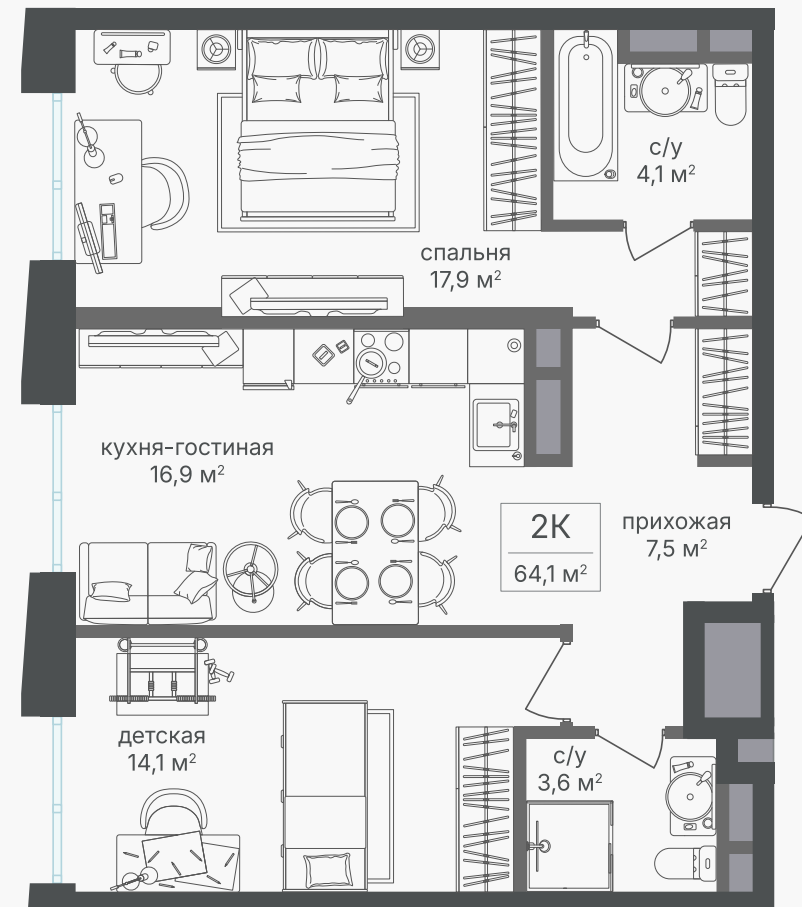 с/у
4,1 м²
спальня
17,9 м²
кухня-гостиная
16,9 м²
2К
64,1 м²
прихожая
7,5 м²
детская
14,1 м²
с/у
3,6 м²